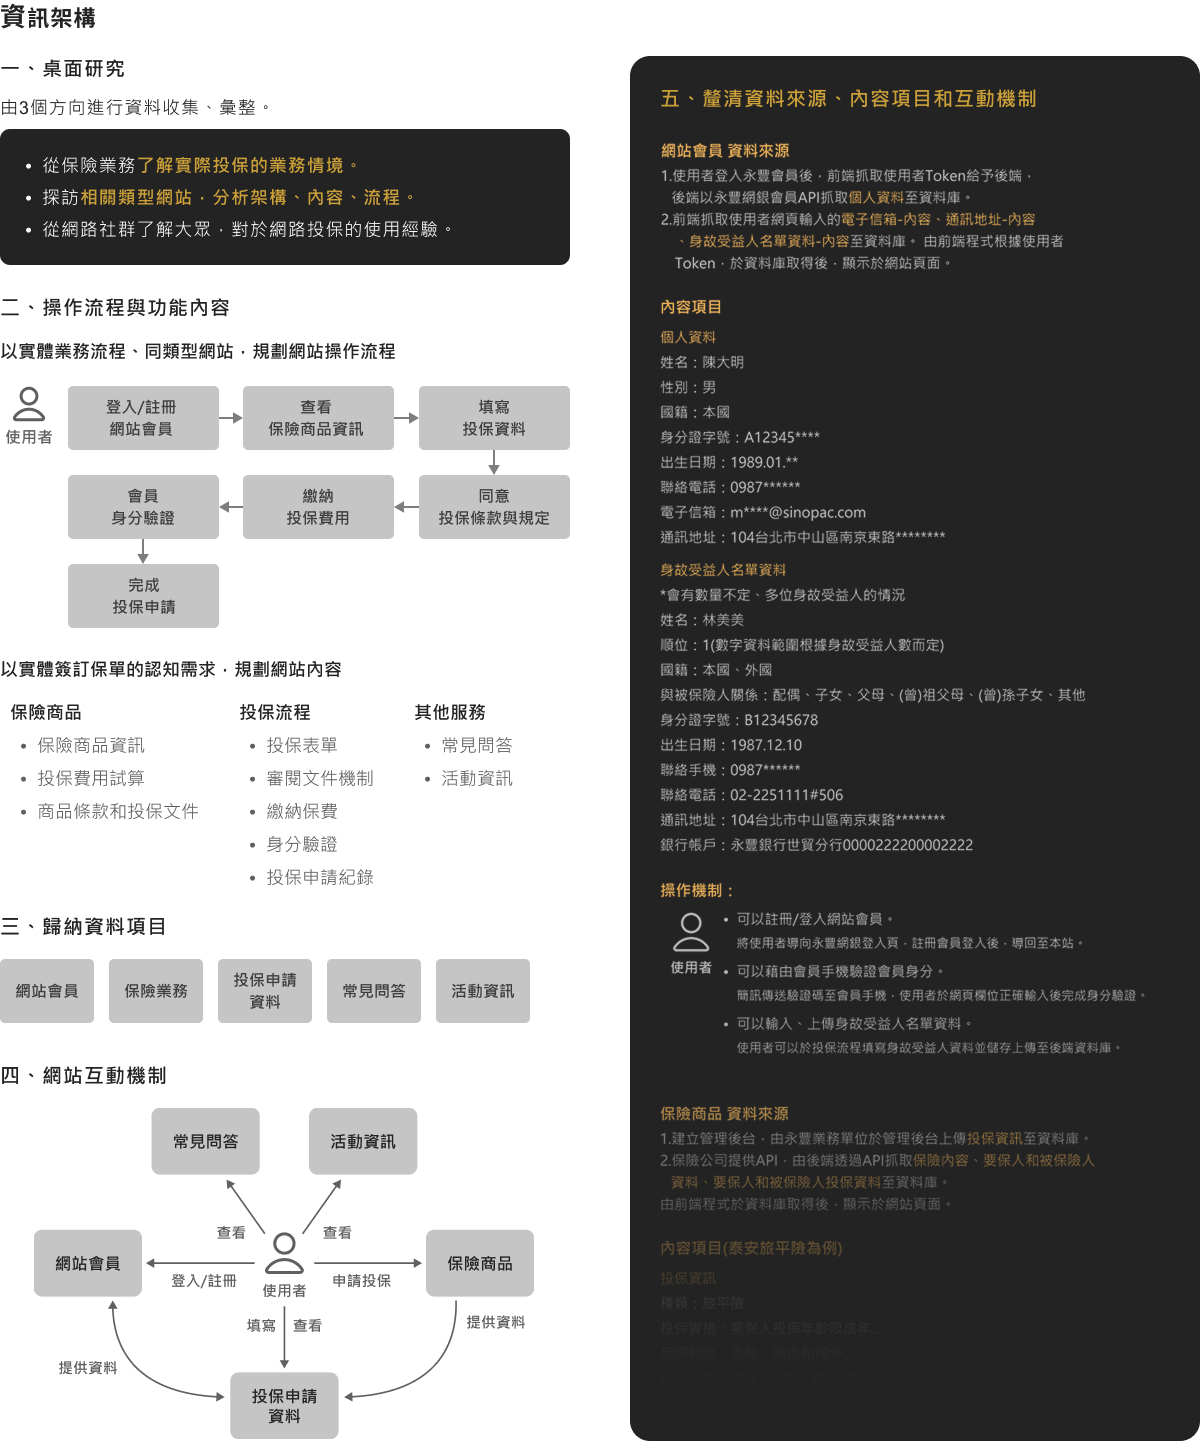 資訊架構
一、桌面研究
由3個方向進行資料收集、彙整。
• 從保險業務了解實際投保的業務情境。
• 探訪相關類型網站，分析架構、內容、流程。
• 從網路社群了解大眾，對於網路投保的使用經驗。
二、操作流程與功能內容
以實體業務流程、同類型網站，規劃網站操作流程
使用者
登入/註冊
網站會員
查看
保險商品資訊
填寫
投保資料
同意
投保條款與規定
繳納
投保費用
會員
身分驗證
完成
投保申請
以實體簽訂保單的認知需求，規劃網站內容
保險商品
• 保險商品資訊
• 投保費用試算
• 商品條款和投保文件
投保流程
• 投保表單
• 審閱文件機制
• 繳納保費
• 身分驗證
• 投保申請紀錄
其他服務
• 常見問答
• 活動資訊
三、歸納資料項目
網站會員
保險業務
投保申請
資料
常見問答
活動資訊
四、網站互動機制
常見問答
活動資訊
查看
查看
網站會員
登入/註冊
使用者
申請投保
保險商品
填寫
查看
提供資料
提供資料
投保申請
資料
五、釐清資料來源、內容項目和互動機制
網站會員 資料來源
1.使用者登入永豐會員後，前端抓取使用者Token給予後端，
後端以永豐網銀會員API抓取個人資料至資料庫。
2.前端抓取使用者網頁輸入的電子信箱-內容、通訊地址-內容
、身故受益人名單資料-內容至資料庫。 由前端程式根據使用者
Token，於資料庫取得後，顯示於網站頁面。
內容項目
個人資料
姓名：陳大明
性別：男
國籍：本國
身分證字號：A12345****
出生日期：1989.01.**
聯絡電話：0987******
電子信箱：m****@sinopac.com
通訊地址：104台北市中山區南京東路********
身故受益人名單資料
*會有數量不定、多位身故受益人的情況
姓名：林美美
順位：1(數字資料範圍根據身故受益人數而定)
國籍：本國、外國
與被保險人關係：配偶、子女、父母、(曾)祖父母、(曾)孫子女、其他
身分證字號：B12345678
出生日期：1987.12.10
聯絡手機：0987******
聯絡電話：02-2251111#506
通訊地址：104台北市中山區南京東路********
銀行帳戶：永豐銀行世貿分行0000222200002222
操作機制：
使用者
• 可以註冊/登入網站會員。
將使用者導向永豐網銀登入頁，註冊會員登入後，導回至本站。
• 可以藉由會員手機驗證會員身分。
簡訊傳送驗證碼至會員手機，使用者於網頁欄位正確輸入後完成身分驗證。
• 可以輸入、上傳身故受益人名單資料。
使用者可以於投保流程填寫身故受益人資料並儲存上傳至後端資料庫。
保險商品 資料來源
1.建立管理後台，由永豐業務單位於管理後台上傳投保資訊至資料庫。
2.保險公司提供API，由後端透過API抓取保險內容、要保人和被保險人
資料、要保人和被保險人投保資料至資料庫。
由前端程式於資料庫取得後，顯示於網站頁面。
內容項目(泰安旅平險為例)
投保資訊
種類：旅平險
投保資格：要保人投保年齡限成年...。